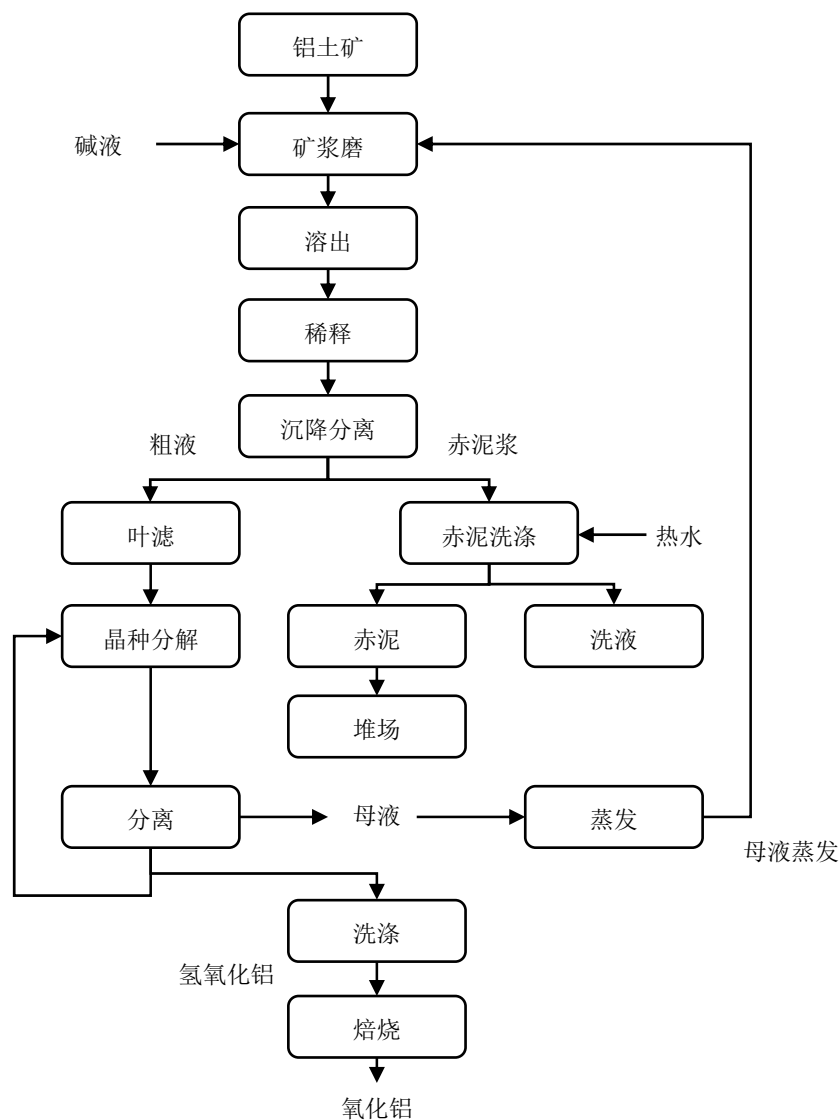 铝土矿
碱液
矿浆磨
溶出
稀释
沉降分离
粗液
赤泥浆
叶滤
赤泥洗涤
热水
晶种分解
赤泥
洗液
堆场
分离
母液
蒸发
母液蒸发
洗涤
氢氧化铝
焙烧
氧化铝